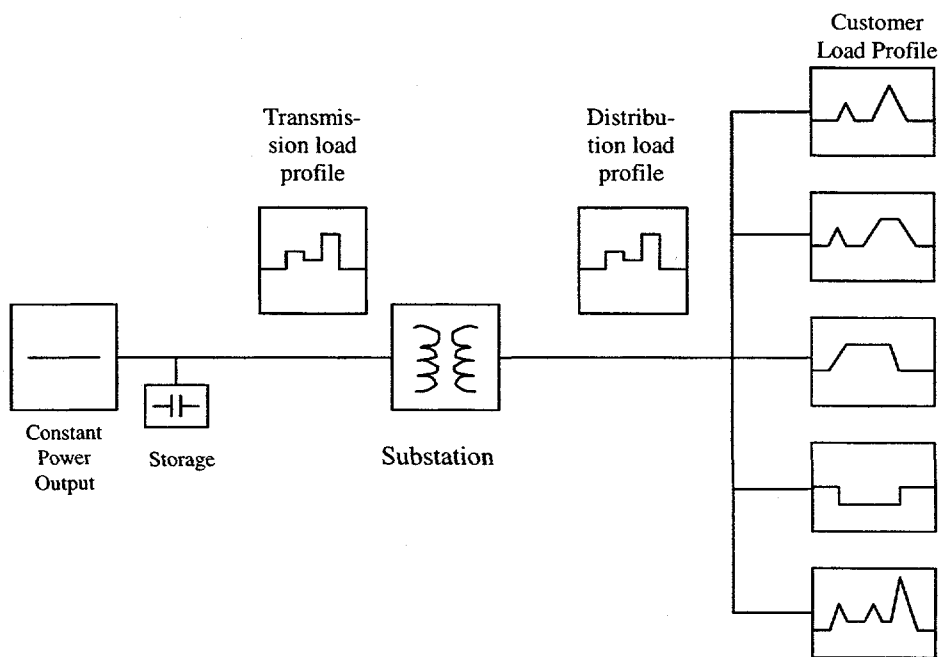 Customer
Load Profile
Transmis-
sion load
profile
Distribu-
tion load
profile
Constant
Power
Output
Storage
Substation